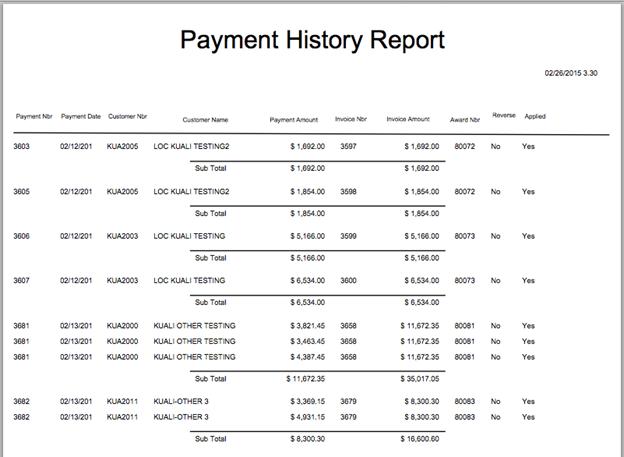 Payment History Report
02/26/2015 3.30
Payment Nbr Payment Date Customer Nbr Customer Name Payment Amount Invoice Nbr Invoice Amount Award Nbr Reverse Applied
3603 02/12/201 KUA2005 LOC KUALI TESTING2 $ 1,692.00 3597 $ 1,692.00 80072 No Yes
Sub Total $ 1,692.00 $ 1,692.00
3605 02/12/201 KUA2005 LOC KUALI TESTING2 $ 1,854.00 3598 $ 1,854.00 80072 No Yes
Sub Total $ 1,854.00 $ 1,854.00
3606 02/12/201 KUA2003 LOC KUALI TESTING $ 5,166.00 3599 $ 5,166.00 80073 No Yes
Sub Total $ 5,166.00 $ 5,166.00
3607 02/12/201 KUA2003 LOC KUALI TESTING $ 6,534.00 3600 $ 6,534.00 80073 No Yes
Sub Total $ 6,534.00 $ 6,534.00
3681 02/13/201 KUA2000 KUALI OTHER TESTING $ 3,821.45 3658 $ 11,672.35 80081 No Yes
3681 02/13/201 KUA2000 KUALI OTHER TESTING $ 3,463.45 3658 $ 11,672.35 80081 No Yes
3681 02/13/201 KUA2000 KUALI OTHER TESTING $ 4,387.45 3658 $ 11,672.35 80081 No Yes
Sub Total $ 11,672.35 $ 35,017.05
3682 02/13/201 KUA2011 KUALI-OTHER 3 $ 3,369.15 3679 $ 8,300.30 80083 No Yes
3682 02/13/201 KUA2011 KUALI-OTHER 3 $ 4,931.15 3679 $ 8,300.30 80083 No Yes
Sub Total $ 8,300.30 $ 16,600.60